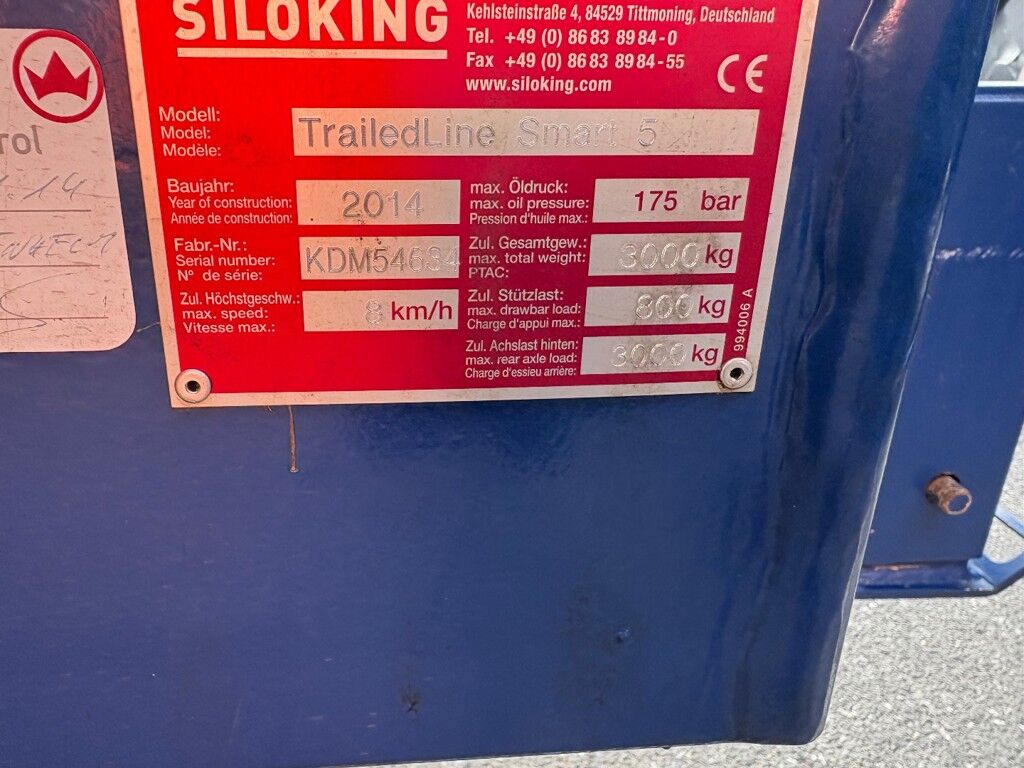 SILOKING
Kehlsteinstraße 4, 84529 Tittmoning, Deutschland
Tel. +49 (0) 86 83 89 84 - 0
Fax +49 (0) 86 83 89 84 - 55
www.siloking.com
CE
Modell:
Model:
Modèle:
TrailedLine Smart 5
Baujahr:
Year of construction:
Année de construction:
2014
max. Öldruck:
max. oil pressure:
Pression d'huile max.:
175 bar
Fabr.-Nr.:
Serial number:
N° de série:
KDM54634
Zul. Gesamtgew.:
max. total weight:
PTAC:
3000 kg
Zul. Höchstgeschw.:
max. speed:
Vitesse max.:
8 km/h
Zul. Stützlast:
max. drawbar load:
Charge d'appui max.:
800 kg
Zul. Achslast hinten:
max. rear axle load:
Charge d'essieu arrière:
3000 kg
994006 A
rol
.14